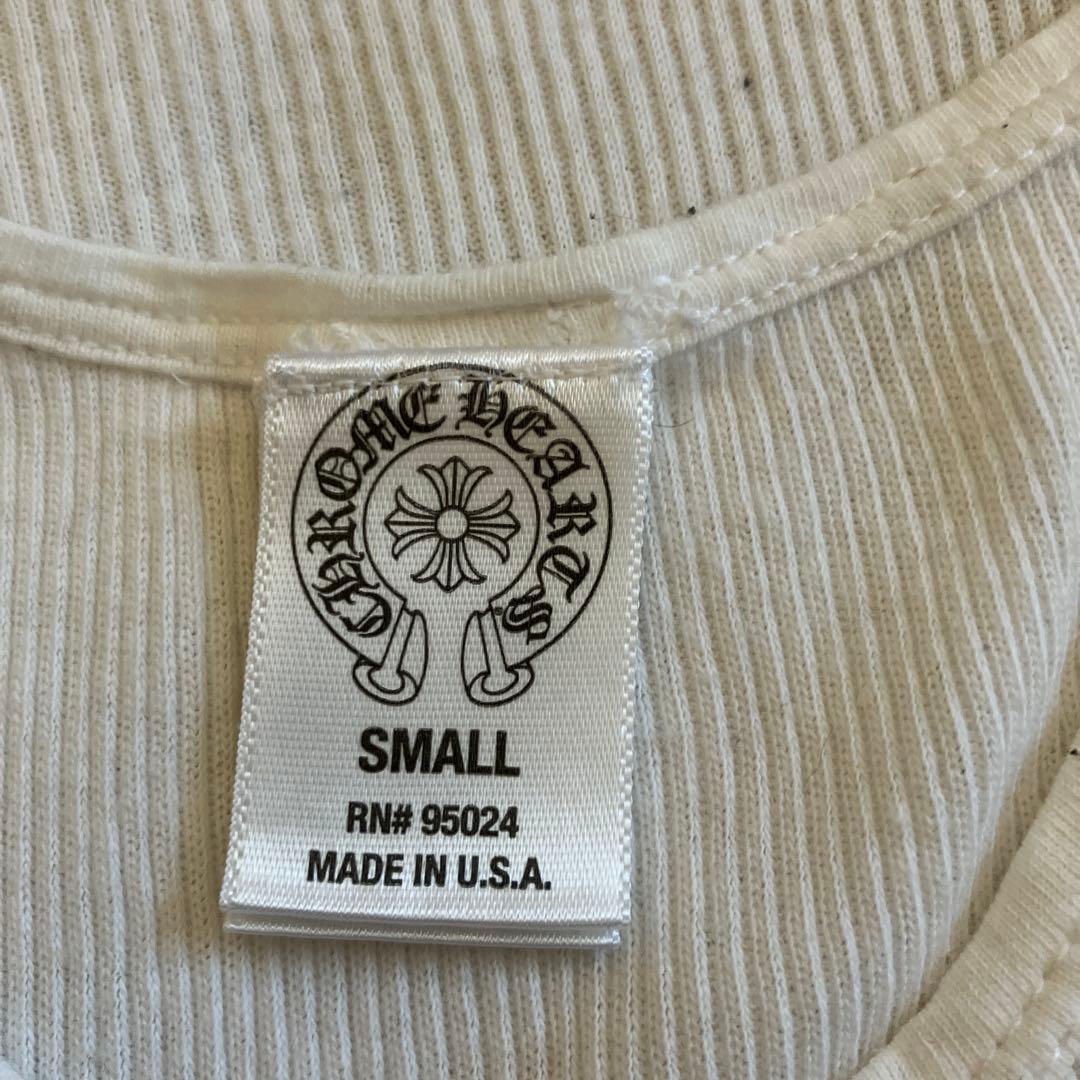 CHROME HEARTS
SMALL
RN# 95024
MADE IN U.S.A.